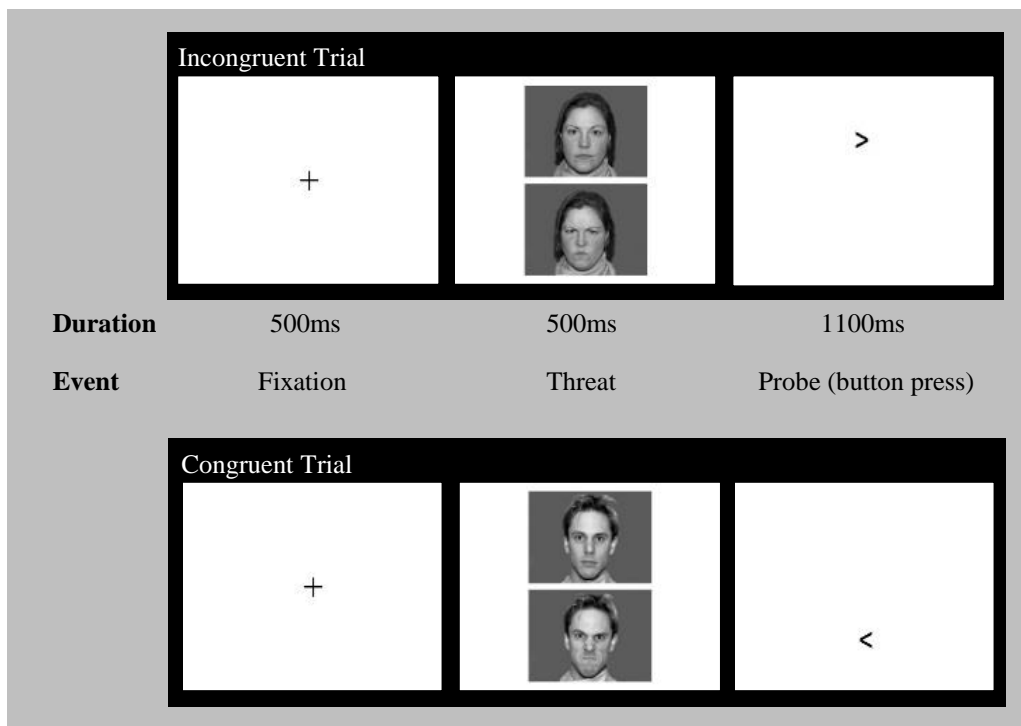 Incongruent Trial
+
>
Duration 500ms 500ms 1100ms
Event Fixation Threat Probe (button press)
Congruent Trial
+
<